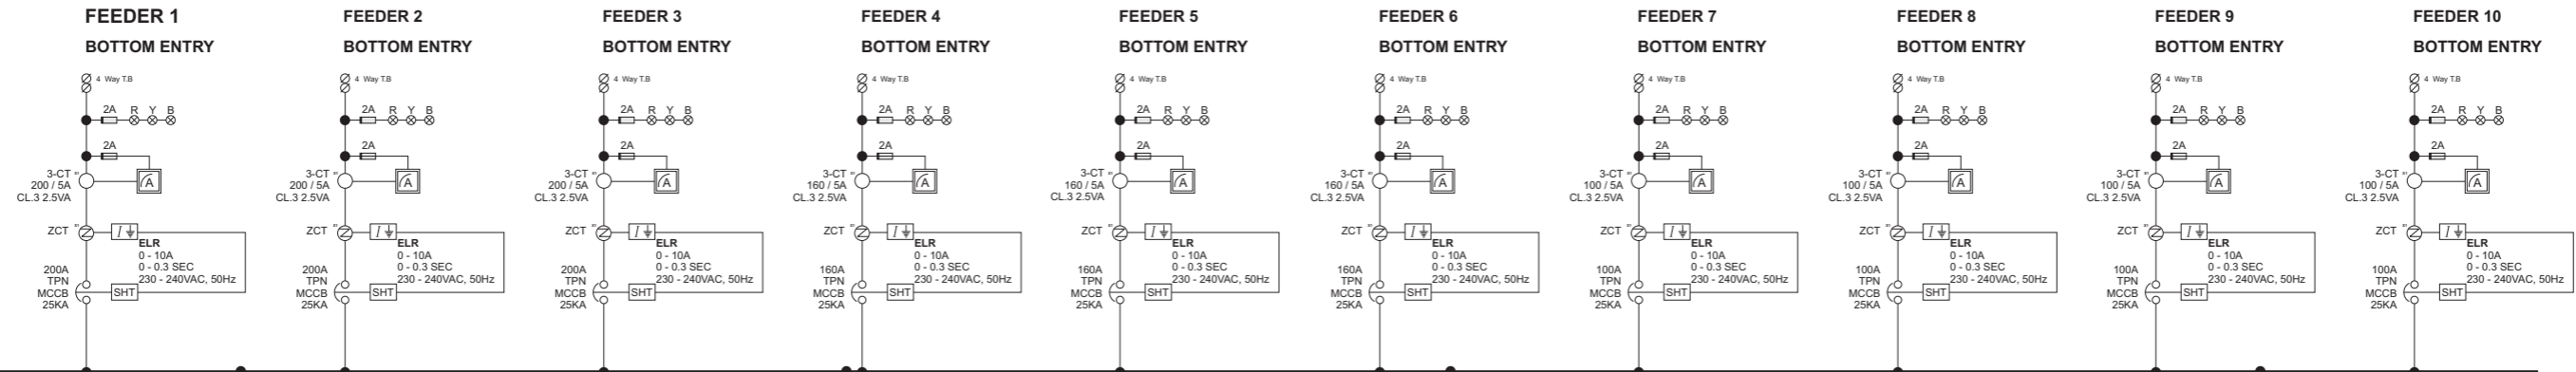 FEEDER 1
BOTTOM ENTRY
4 Way T.B
2A R Y B
2A
3-CT "'
200 / 5A
CL.3 2.5VA
A
ZCT "'
I
ELR
0 - 10A
0 - 0.3 SEC
230 - 240VAC, 50Hz
200A
TPN
MCCB
25KA
SHT
FEEDER 2
BOTTOM ENTRY
4 Way T.B
2A R Y B
2A
3-CT "'
200 / 5A
CL.3 2.5VA
A
ZCT "'
I
ELR
0 - 10A
0 - 0.3 SEC
230 - 240VAC, 50Hz
200A
TPN
MCCB
25KA
SHT
FEEDER 3
BOTTOM ENTRY
4 Way T.B
2A R Y B
2A
3-CT "'
200 / 5A
CL.3 2.5VA
A
ZCT "'
I
ELR
0 - 10A
0 - 0.3 SEC
230 - 240VAC, 50Hz
200A
TPN
MCCB
25KA
SHT
FEEDER 4
BOTTOM ENTRY
4 Way T.B
2A R Y B
2A
3-CT "'
160 / 5A
CL.3 2.5VA
A
ZCT "'
I
ELR
0 - 10A
0 - 0.3 SEC
230 - 240VAC, 50Hz
160A
TPN
MCCB
25KA
SHT
FEEDER 5
BOTTOM ENTRY
4 Way T.B
2A R Y B
2A
3-CT "'
160 / 5A
CL.3 2.5VA
A
ZCT "'
I
ELR
0 - 10A
0 - 0.3 SEC
230 - 240VAC, 50Hz
160A
TPN
MCCB
25KA
SHT
FEEDER 6
BOTTOM ENTRY
4 Way T.B
2A R Y B
2A
3-CT "'
160 / 5A
CL.3 2.5VA
A
ZCT "'
I
ELR
0 - 10A
0 - 0.3 SEC
230 - 240VAC, 50Hz
160A
TPN
MCCB
25KA
SHT
FEEDER 7
BOTTOM ENTRY
4 Way T.B
2A R Y B
2A
3-CT "'
100 / 5A
CL.3 2.5VA
A
ZCT "'
I
ELR
0 - 10A
0 - 0.3 SEC
230 - 240VAC, 50Hz
100A
TPN
MCCB
25KA
SHT
FEEDER 8
BOTTOM ENTRY
4 Way T.B
2A R Y B
2A
3-CT "'
100 / 5A
CL.3 2.5VA
A
ZCT "'
I
ELR
0 - 10A
0 - 0.3 SEC
230 - 240VAC, 50Hz
100A
TPN
MCCB
25KA
SHT
FEEDER 9
BOTTOM ENTRY
4 Way T.B
2A R Y B
2A
3-CT "'
100 / 5A
CL.3 2.5VA
A
ZCT "'
I
ELR
0 - 10A
0 - 0.3 SEC
230 - 240VAC, 50Hz
100A
TPN
MCCB
25KA
SHT
FEEDER 10
BOTTOM ENTRY
4 Way T.B
2A R Y B
2A
3-CT "'
100 / 5A
CL.3 2.5VA
A
ZCT "'
I
ELR
0 - 10A
0 - 0.3 SEC
230 - 240VAC, 50Hz
100A
TPN
MCCB
25KA
SHT